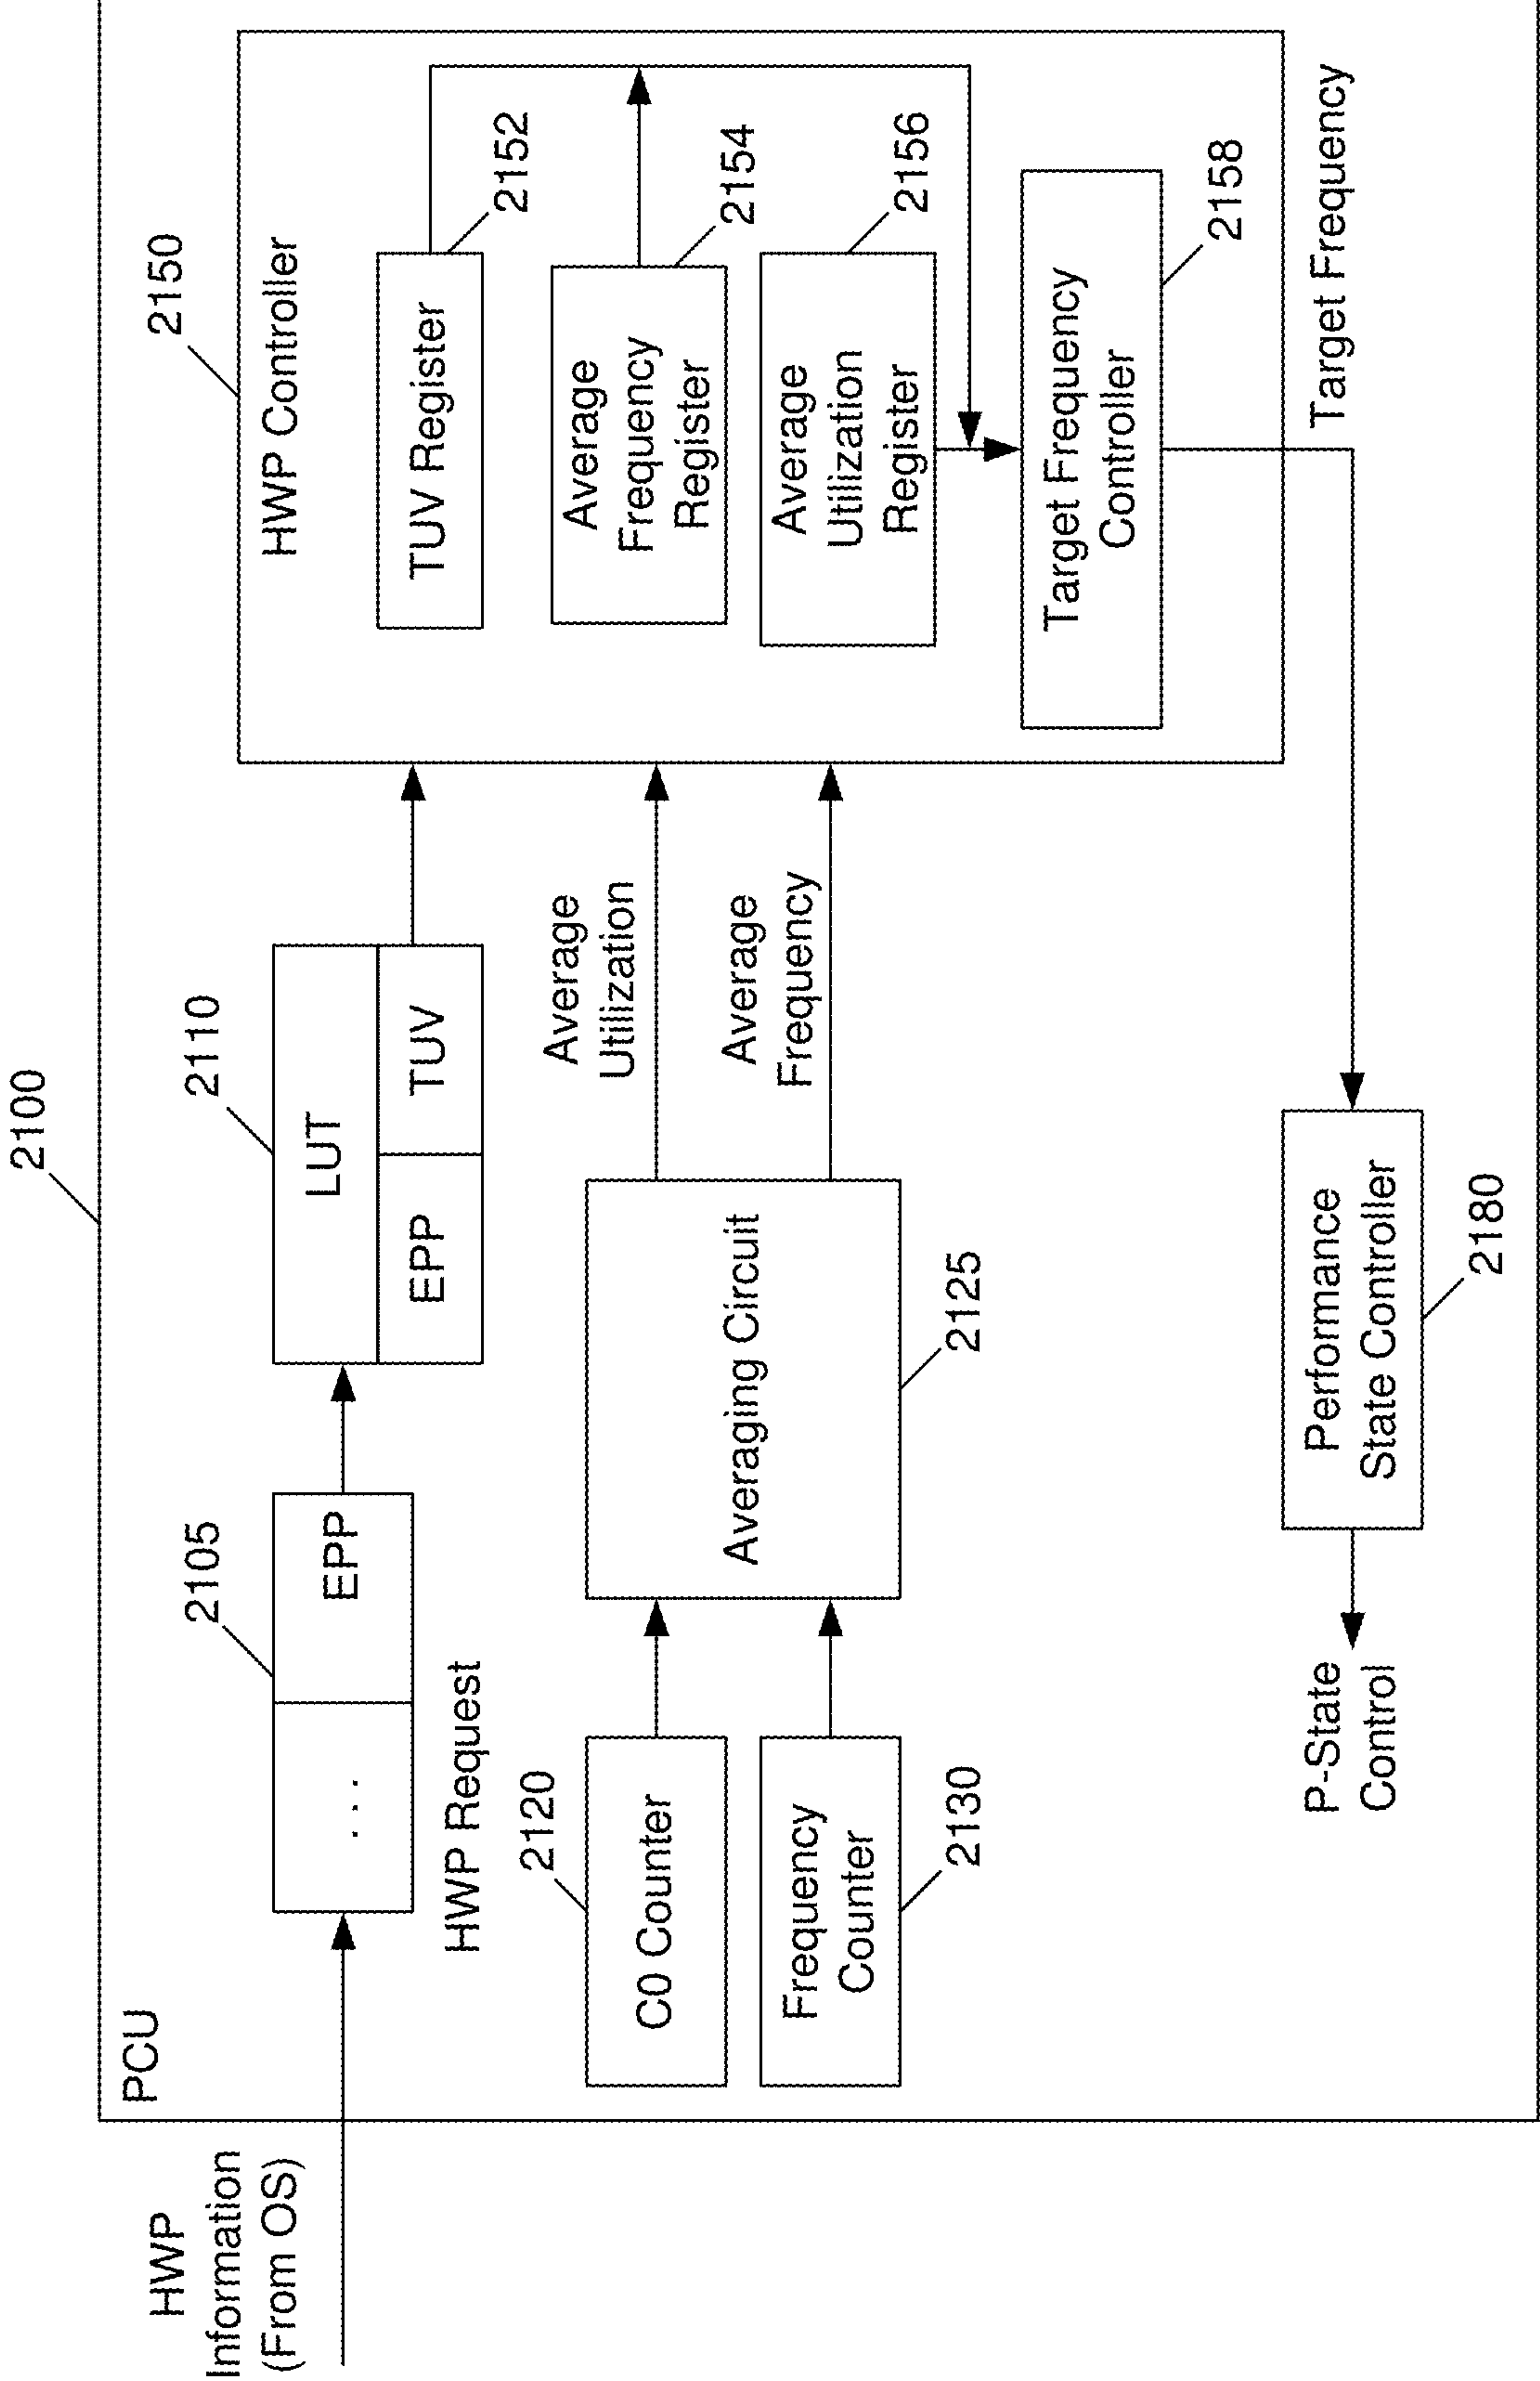 2100
PCU
HWP
Information
(From OS)
2105
. . .
EPP
HWP Request
2110
LUT
EPP
TUV
2120
C0 Counter
Frequency
Counter
2130
Averaging Circuit
2125
Average
Utilization
Average
Frequency
2150
HWP Controller
TUV Register
2152
Average
Frequency
Register
2154
Average
Utilization
Register
2156
Target Frequency
Controller
2158
Target Frequency
Performance
State Controller
2180
P-State
Control